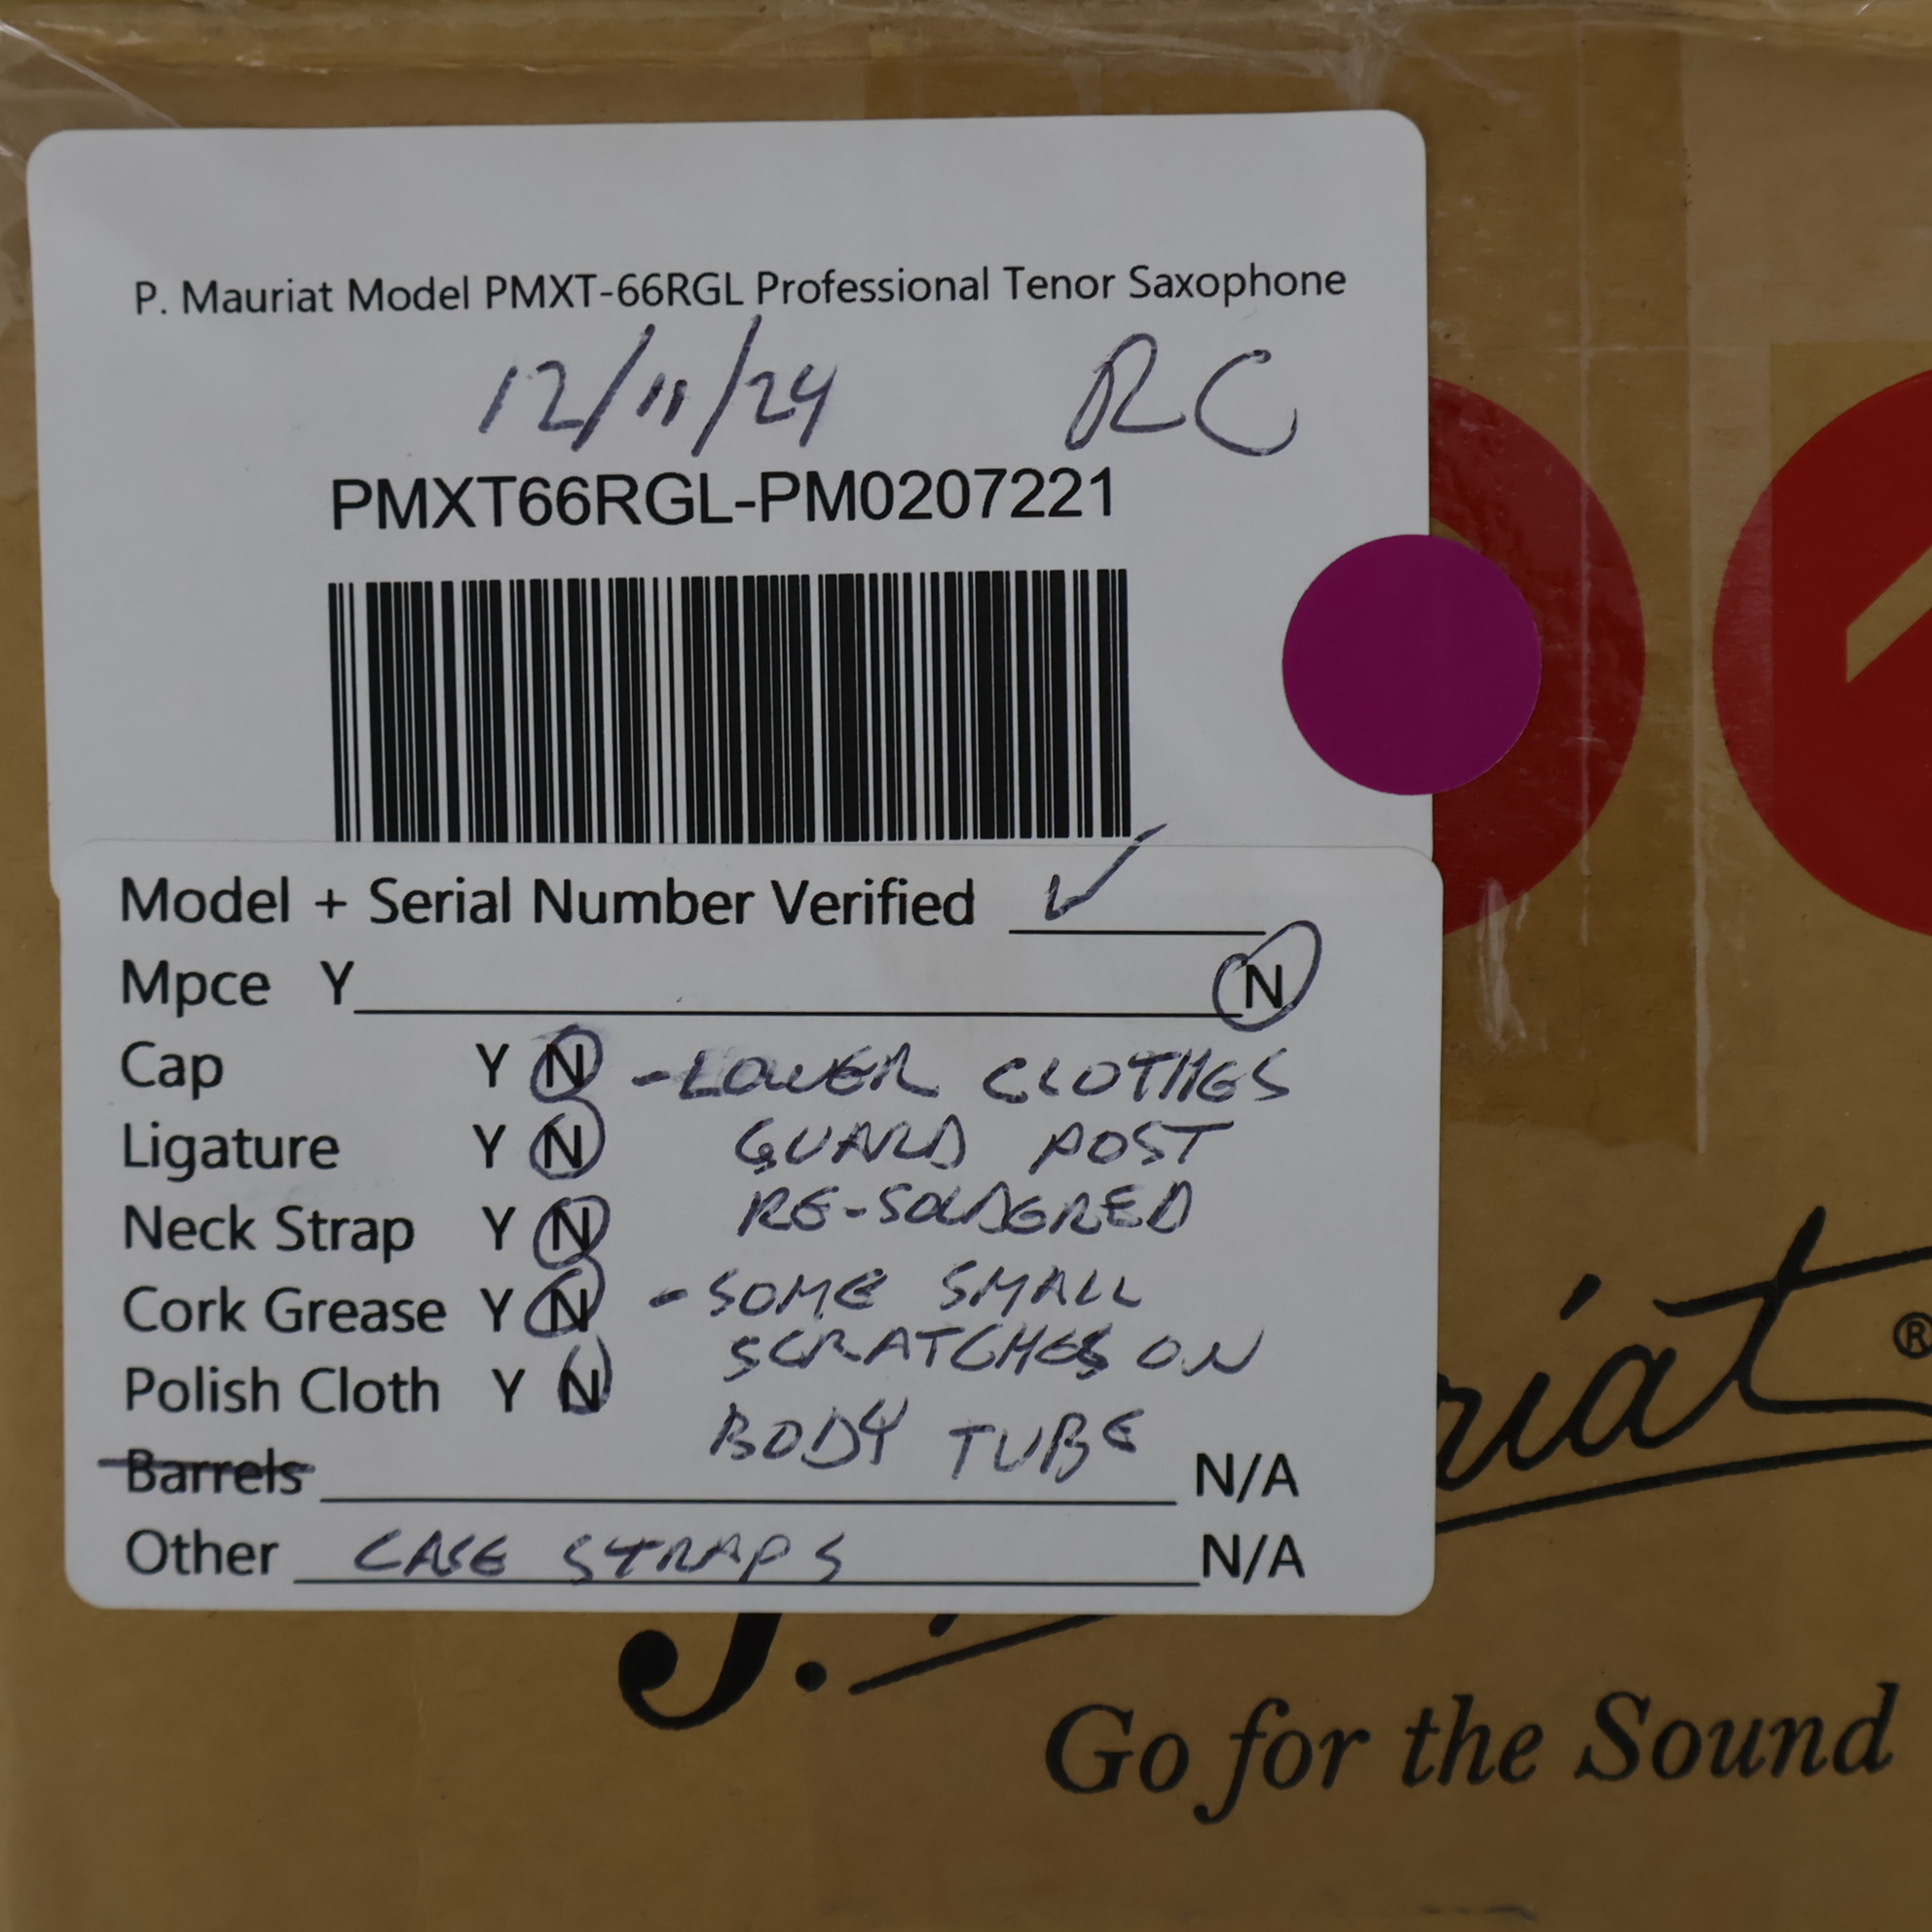 P. Mauriat Model PMXT-66RGL Professional Tenor Saxophone
12/11/24 RC
PMXT66RGL-PM0207221
Model + Serial Number Verified ✓
Mpce Y N
Cap Y N - LOWER CLOTHES
Ligature Y N GUARD POST
Neck Strap Y N RE-SOLDERED
Cork Grease Y N - SOME SMALL
SCRATCHES ON
Polish Cloth Y N
BODY TUBE
Barrels N/A
Other CASE STRAPS N/A
riat ®
Go for the Sound